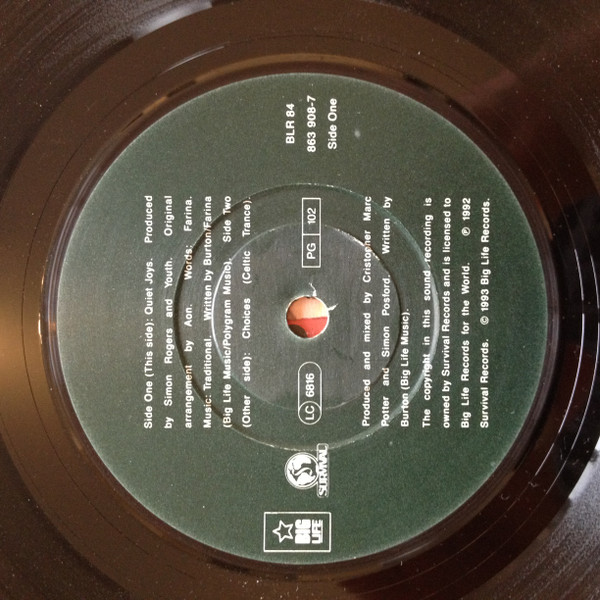 BLR 84
863 908-7
Side One
Side One (This side): Quiet Joys. Produced
by Simon Rogers and Youth. Original
arrangement by Aon. Words: Farina.
Music: Traditional. Written by Burton/Farina
(Big Life Music/Polygram Music). Side Two
(Other side): Choices (Celtic Trance).
PG 102
LC 6816
Produced and mixed by Cristopher Marc
Potter and Simon Posford. Written by
Burton (Big Life Music).
The copyright in this sound recording is
owned by Survival Records and is licensed to
Big Life Records for the World. ℗ 1992
Survival Records. © 1993 Big Life Records.
SURVIVAL
BIG
LIFE